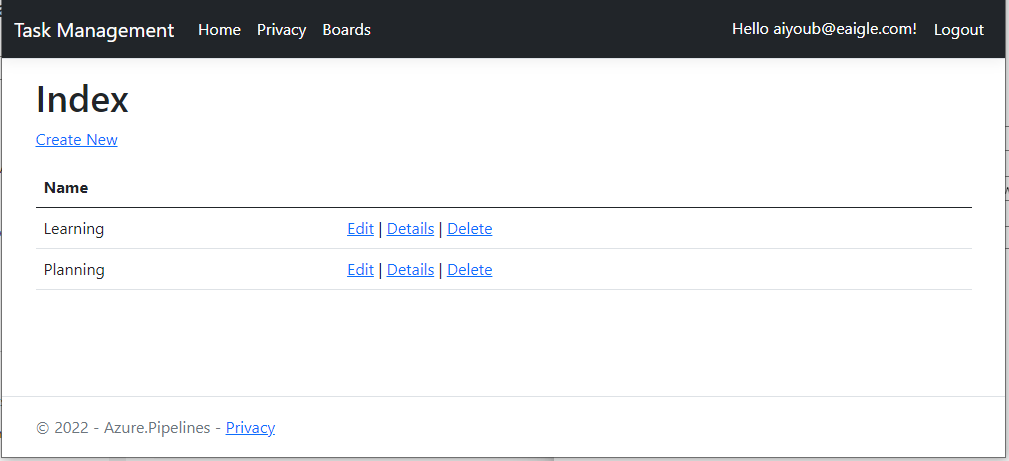 Task Management Home Privacy Boards Hello aiyoub@eaigle.com! Logout
Index
Create New
Name
Learning Edit | Details | Delete
Planning Edit | Details | Delete
© 2022 - Azure.Pipelines - Privacy